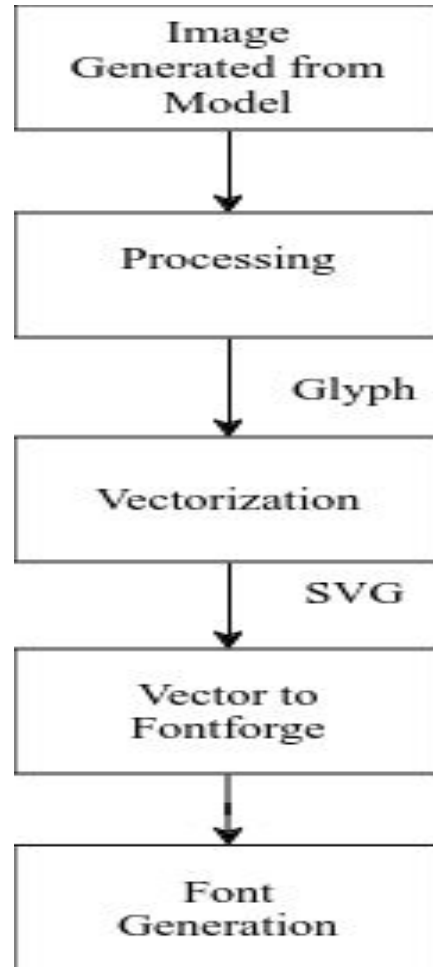 Image
Generated from
Model
Processing
Glyph
Vectorization
SVG
Vector to
Fontforge
Font
Generation